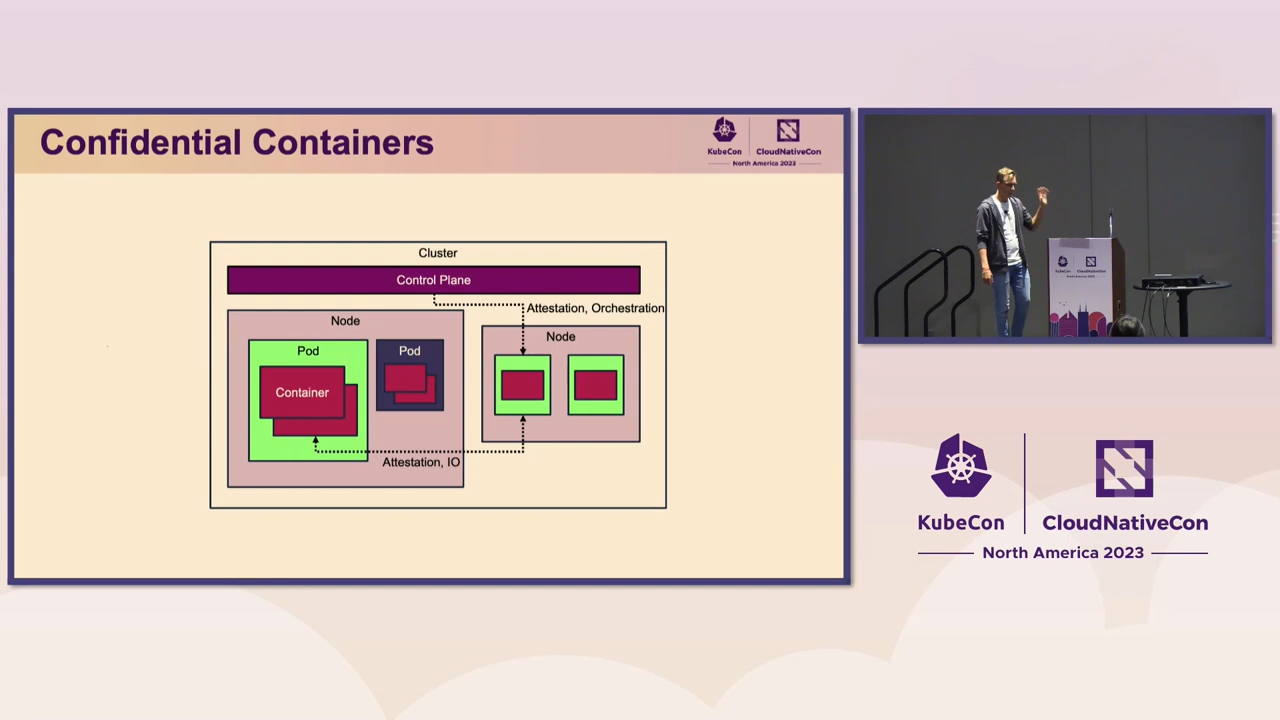 Confidential Containers
KubeCon
CloudNativeCon
North America 2023
Cluster
Control Plane
Attestation, Orchestration
Node
Node
Pod
Pod
Container
Attestation, IO
KubeCon
CloudNativeCon
North America 2023